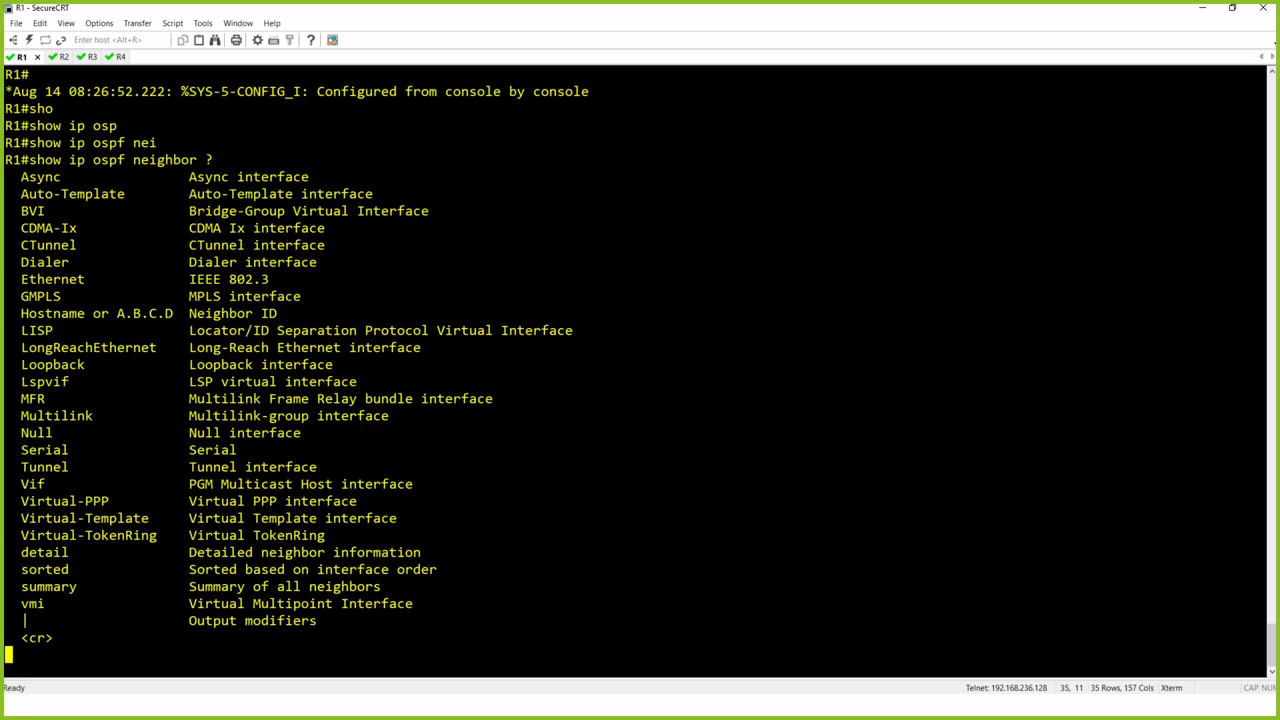 R1 - SecureCRT
File Edit View Options Transfer Script Tools Window Help
Enter host <Alt+R>
R1 × R2 R3 R4
R1#
*Aug 14 08:26:52.222: %SYS-5-CONFIG_I: Configured from console by console
R1#sho
R1#show ip osp
R1#show ip ospf nei
R1#show ip ospf neighbor ?
Async Async interface
Auto-Template Auto-Template interface
BVI Bridge-Group Virtual Interface
CDMA-Ix CDMA Ix interface
CTunnel CTunnel interface
Dialer Dialer interface
Ethernet IEEE 802.3
GMPLS MPLS interface
Hostname or A.B.C.D Neighbor ID
LISP Locator/ID Separation Protocol Virtual Interface
LongReachEthernet Long-Reach Ethernet interface
Loopback Loopback interface
Lspvif LSP virtual interface
MFR Multilink Frame Relay bundle interface
Multilink Multilink-group interface
Null Null interface
Serial Serial
Tunnel Tunnel interface
Vif PGM Multicast Host interface
Virtual-PPP Virtual PPP interface
Virtual-Template Virtual Template interface
Virtual-TokenRing Virtual TokenRing
detail Detailed neighbor information
sorted Sorted based on interface order
summary Summary of all neighbors
vmi Virtual Multipoint Interface
| Output modifiers
<cr>
Ready Telnet: 192.168.236.128 35, 11 35 Rows, 157 Cols Xterm CAP NUM